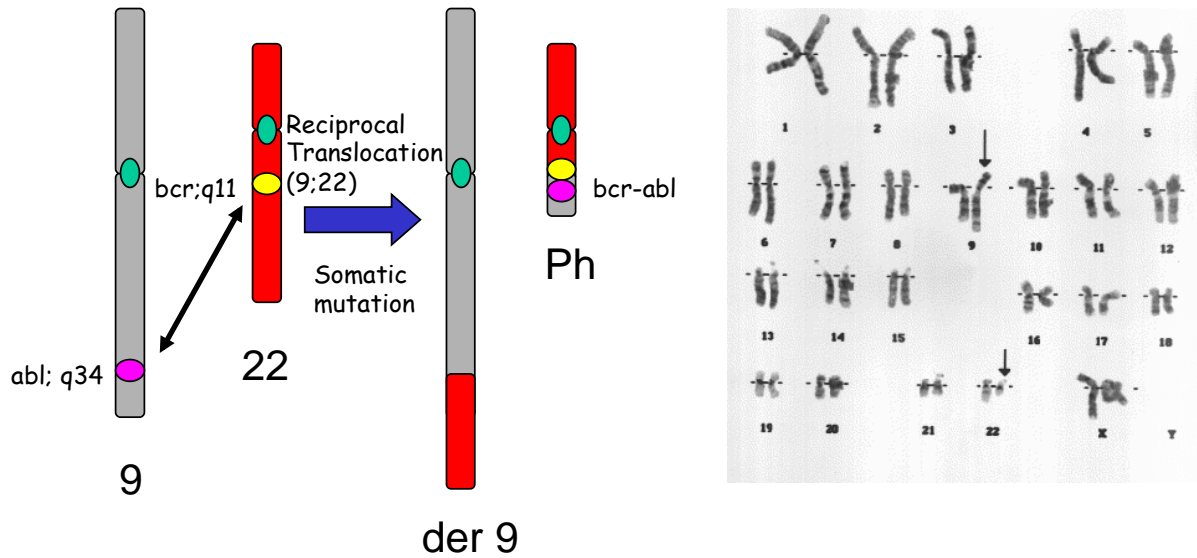 Reciprocal
Translocation
(9;22)
bcr;q11
bcr-abl
Somatic
mutation
Ph
abl; q34
22
9
der 9
1
2
3
4
5
6
7
8
9
10
11
12
13
14
15
16
17
18
19
20
21
22
X
Y